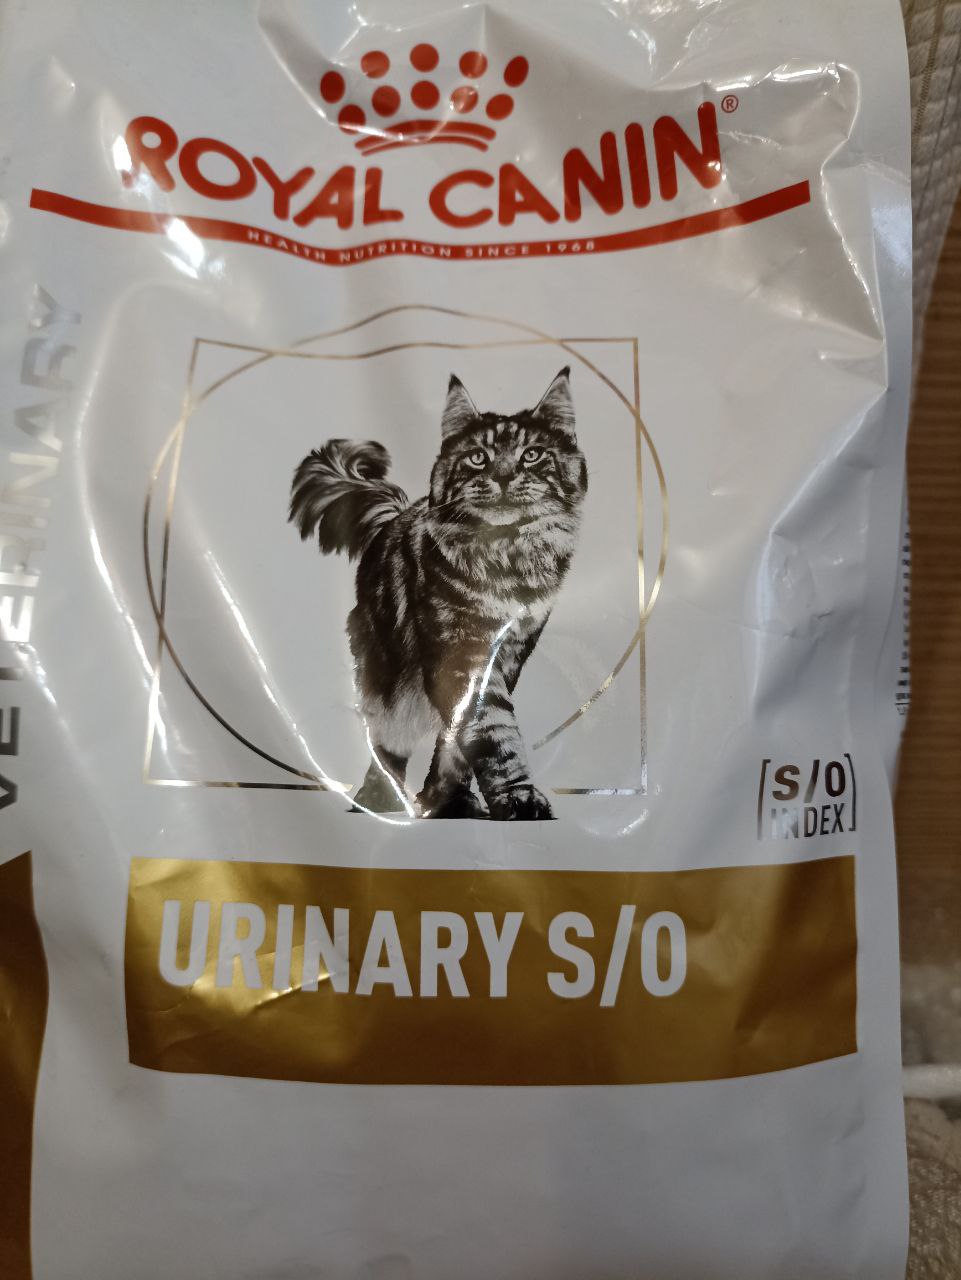 ROYAL CANIN®
HEALTH NUTRITION SINCE 1968
VETERINARY
[S/O
INDEX]
URINARY S/O